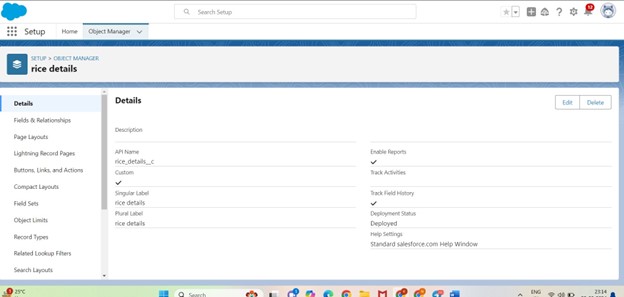 Search Setup
Setup
Home
Object Manager
SETUP > OBJECT MANAGER
rice details
Details
Fields & Relationships
Page Layouts
Lightning Record Pages
Buttons, Links, and Actions
Compact Layouts
Field Sets
Object Limits
Record Types
Related Lookup Filters
Search Layouts
Details
Edit
Delete
Description
API Name
rice_details__c
Custom
Singular Label
rice details
Plural Label
rice details
Enable Reports
Track Activities
Track Field History
Deployment Status
Deployed
Help Settings
Standard salesforce.com Help Window
25°C
Search
ENG
23:14